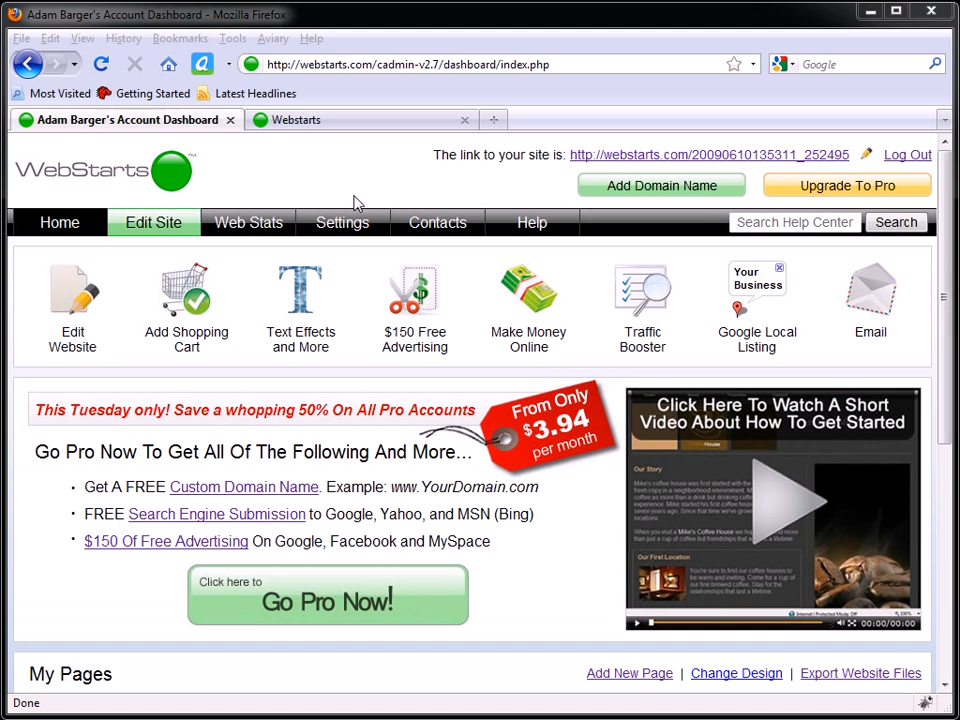 Adam Barger's Account Dashboard - Mozilla Firefox
File Edit View History Bookmarks Tools Aviary Help
http://webstarts.com/cadmin-v2.7/dashboard/index.php
Google
Most Visited Getting Started Latest Headlines
Adam Barger's Account Dashboard
Webstarts
WebStarts™
The link to your site is: http://webstarts.com/20090610135311_252495 Log Out
Add Domain Name
Upgrade To Pro
Home Edit Site Web Stats Settings Contacts Help Search Help Center Search
Your
Business
Edit
Website
Add Shopping
Cart
Text Effects
and More
$150 Free
Advertising
Make Money
Online
Traffic
Booster
Google Local
Listing
Email
This Tuesday only! Save a whopping 50% On All Pro Accounts
From Only
$3.94
per month
Go Pro Now To Get All Of The Following And More...
· Get A FREE Custom Domain Name. Example: www.YourDomain.com
· FREE Search Engine Submission to Google, Yahoo, and MSN (Bing)
· $150 Of Free Advertising On Google, Facebook and MySpace
Click here to
Go Pro Now!
Click Here To Watch A Short
Video About How To Get Started
Our Story
Our First Location
00:00/00:00
My Pages
Add New Page | Change Design | Export Website Files
Done